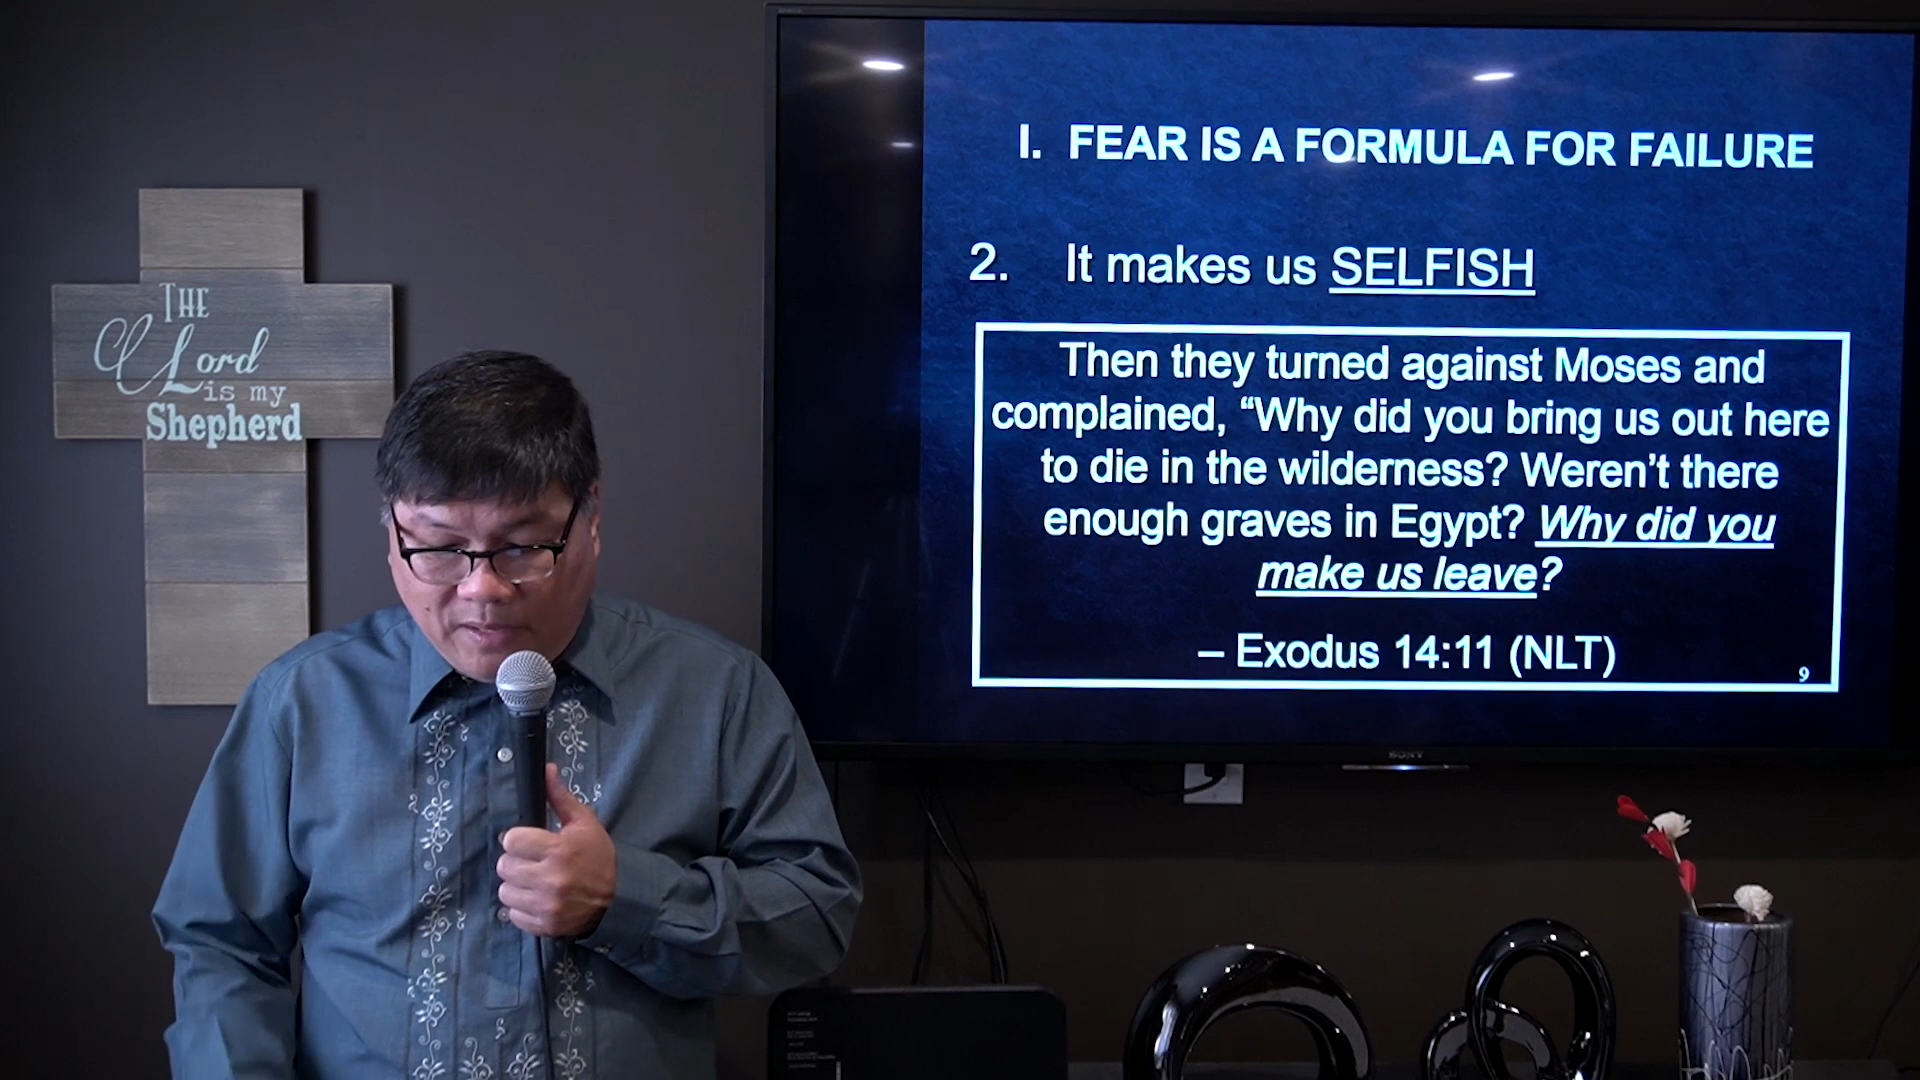 THE
Lord
is my
Shepherd
I. FEAR IS A FORMULA FOR FAILURE
2. It makes us SELFISH
Then they turned against Moses and
complained, “Why did you bring us out here
to die in the wilderness? Weren’t there
enough graves in Egypt? Why did you
make us leave?
– Exodus 14:11 (NLT)
9
SONY